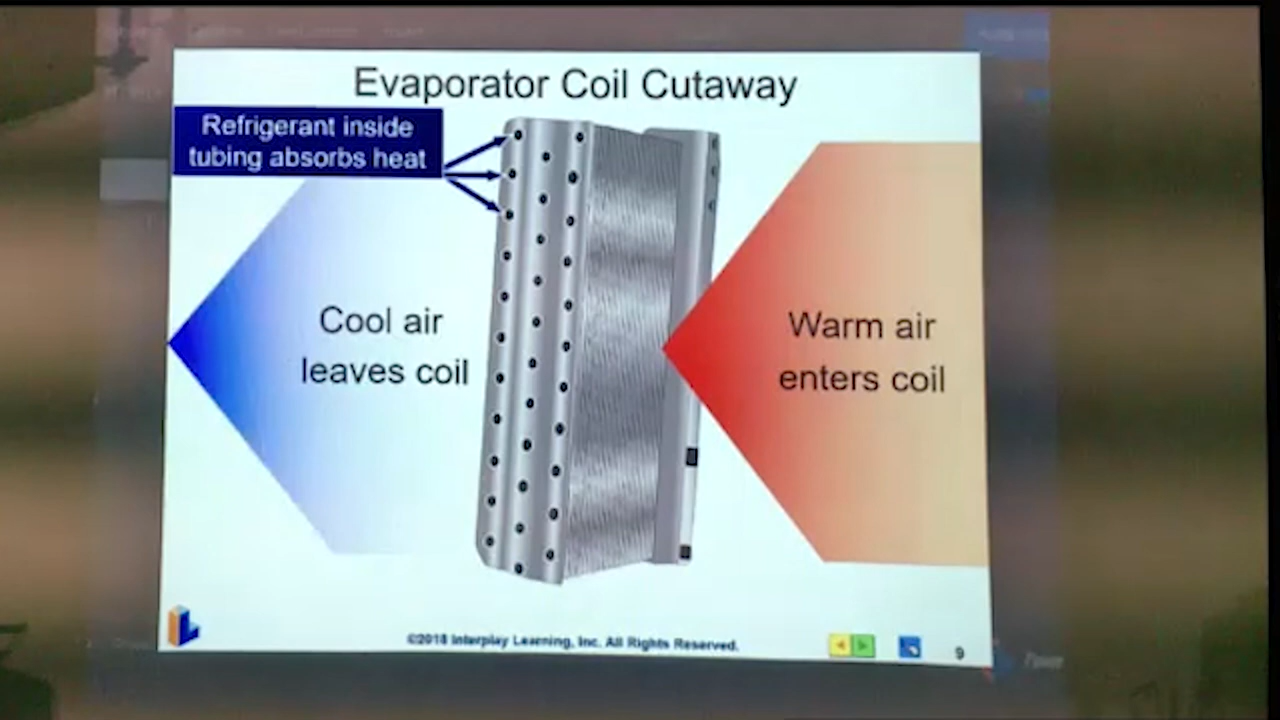 Evaporator Coil Cutaway
Refrigerant inside
tubing absorbs heat
Cool air
leaves coil
Warm air
enters coil
©2018 Interplay Learning, Inc. All Rights Reserved.
9